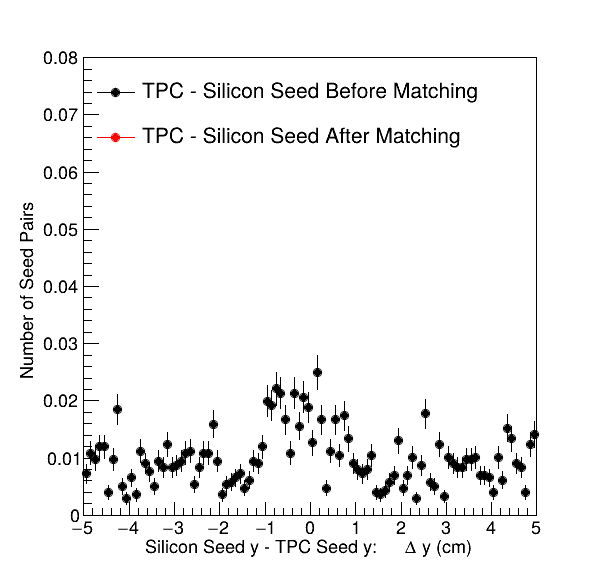 0.08
TPC - Silicon Seed Before Matching
0.07
TPC - Silicon Seed After Matching
0.06
0.05
0.04
0.03
0.02
0.01
0
Number of Seed Pairs
−5 −4 −3 −2 −1 0 1 2 3 4 5
Silicon Seed y - TPC Seed y: Δ y (cm)